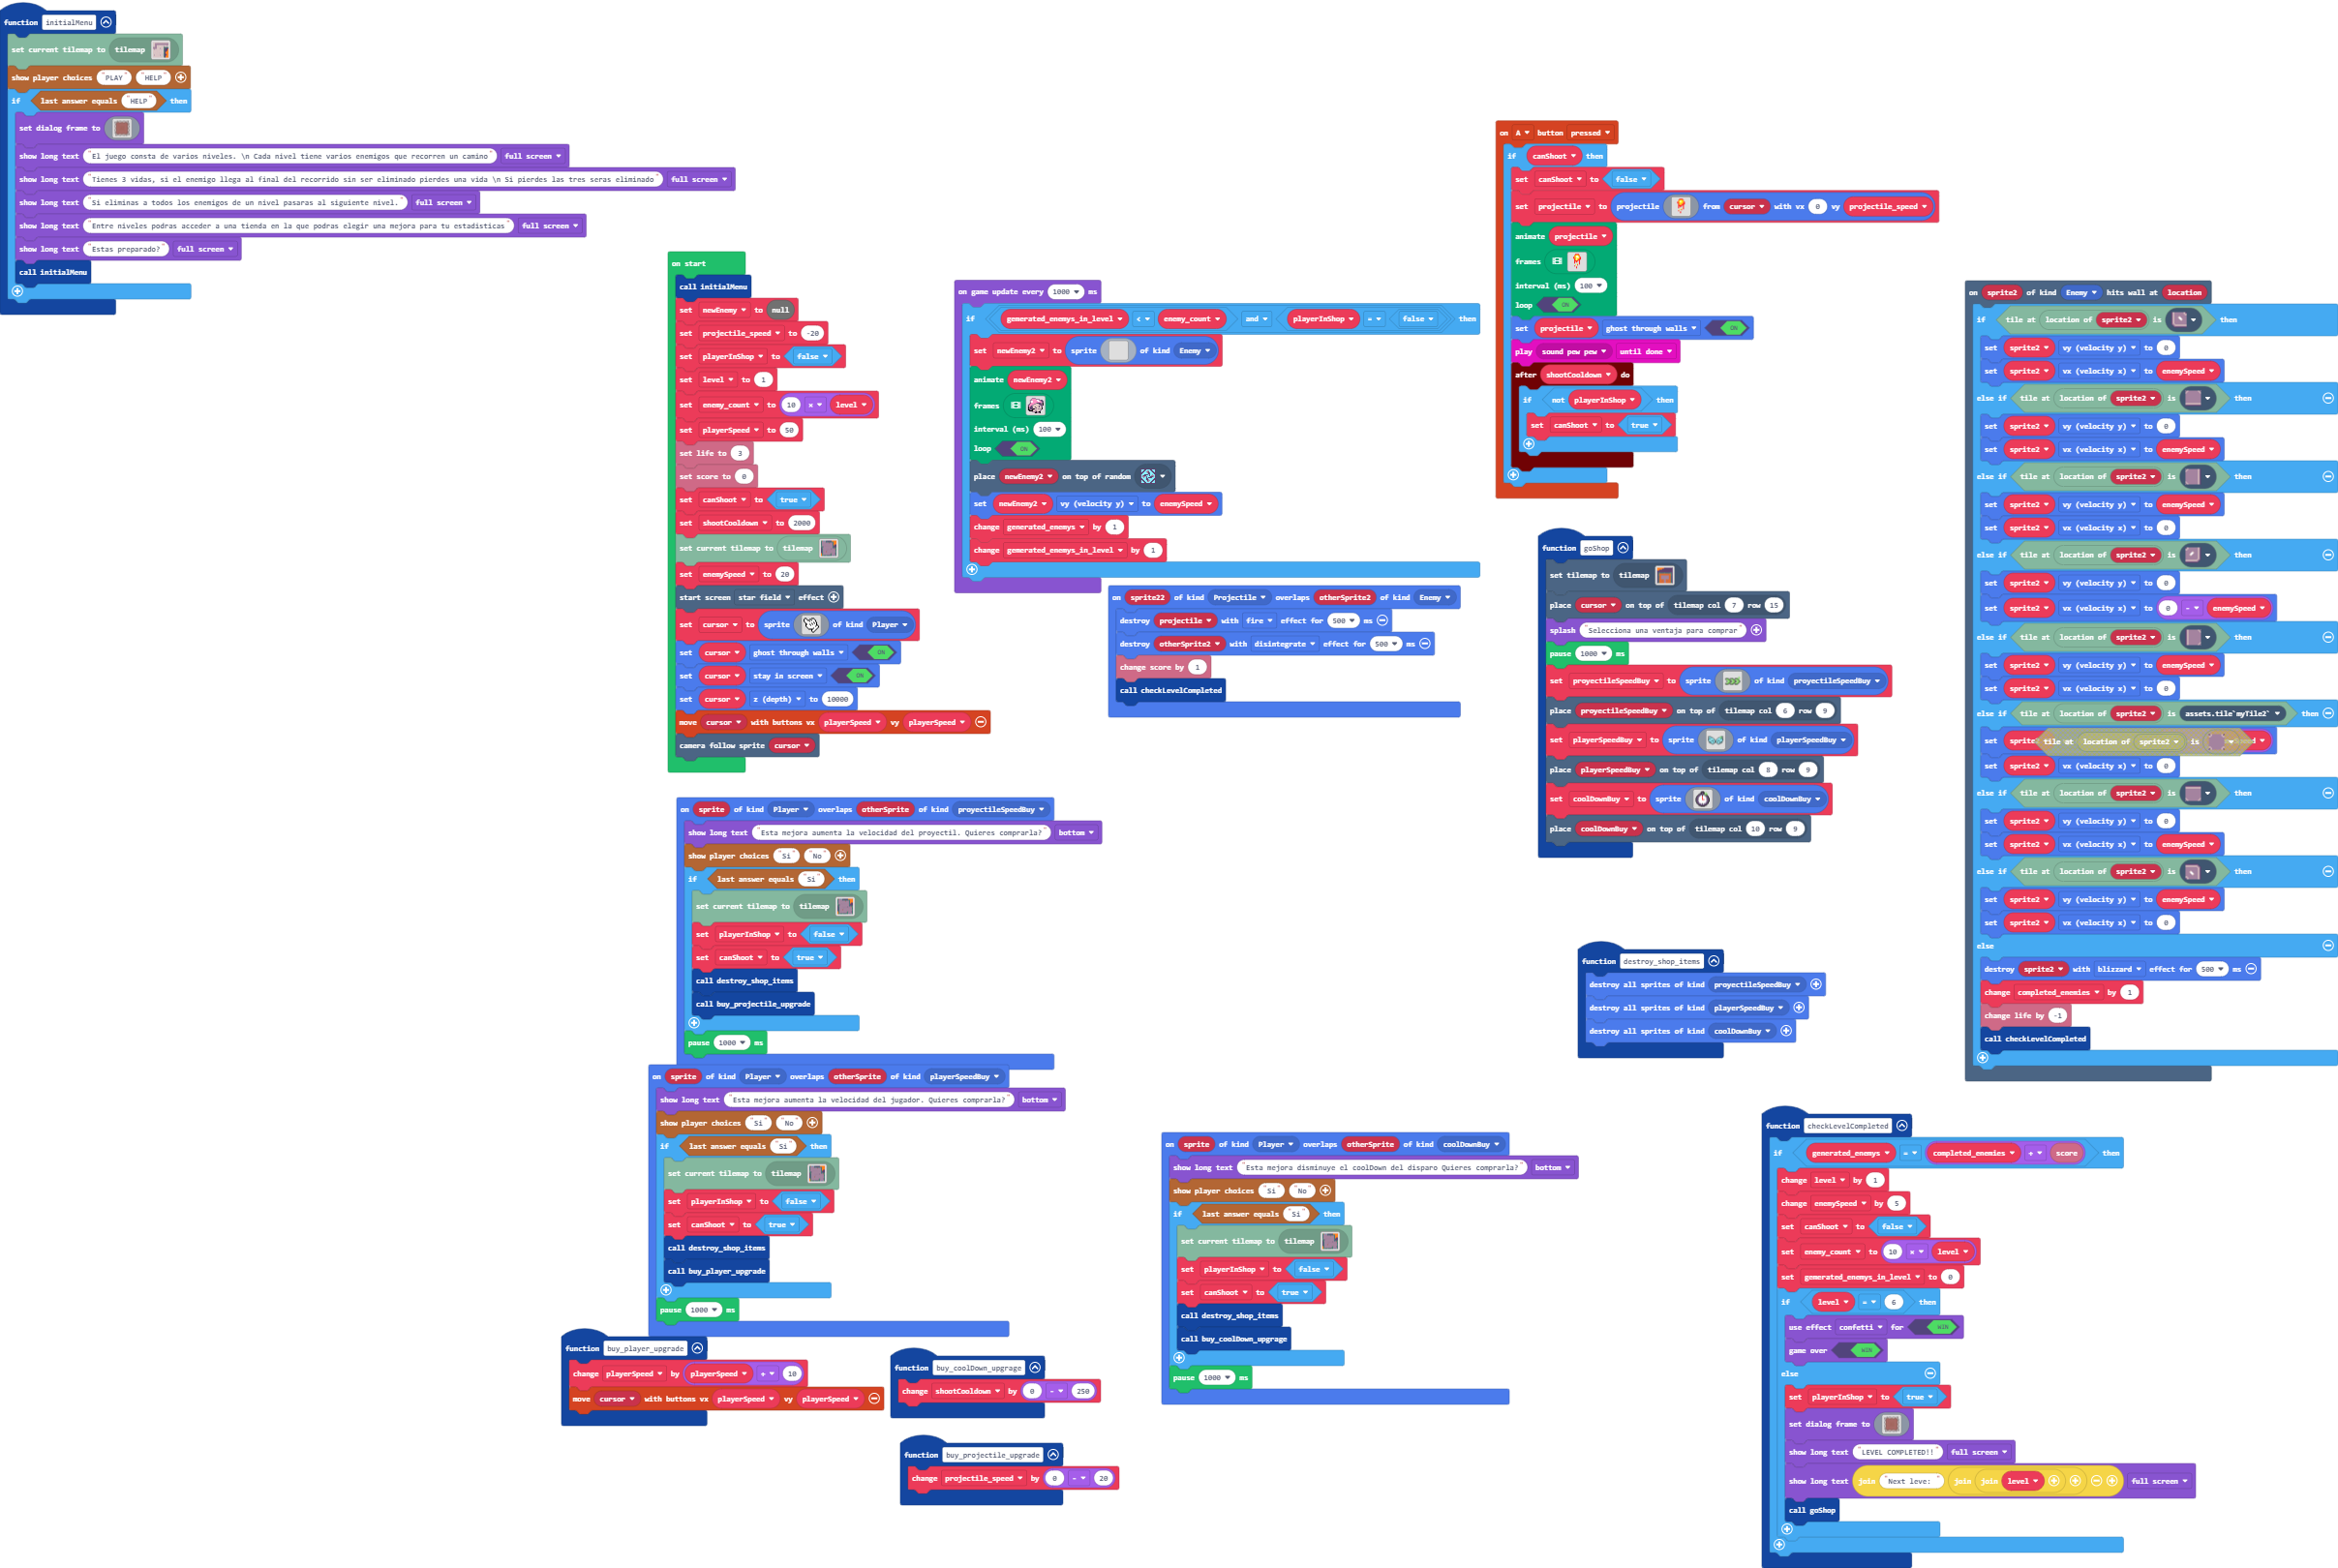 function initialMenu
set current tilemap to tilemap
show player choices "PLAY" "HELP"
if last answer equals "HELP" then
set dialog frame to
show long text "El juego consta de varios niveles. \n Cada nivel tiene varios enemigos que recorren un camino" full screen
show long text "Tienes 3 vidas, si el enemigo llega al final del recorrido sin ser eliminado pierdes una vida \n Si pierdes las tres seras eliminado" full screen
show long text "Si eliminas a todos los enemigos de un nivel pasaras al siguiente nivel." full screen
show long text "Entre niveles podras acceder a una tienda en la que podras elegir una mejora para tu estadisticas" full screen
show long text "Estas preparado?" full screen
call initialMenu
on start
call initialMenu
set newEnemy to null
set projectile_speed to -20
set playerInShop to false
set level to 1
set enemy_count to 10 x level
set playerSpeed to 50
set life to 3
set score to 0
set canShoot to true
set shootCooldown to 2000
set current tilemap to tilemap
set enemySpeed to 20
start screen star field effect
set cursor to sprite of kind Player
set cursor ghost through walls ON
set cursor stay in screen ON
set cursor z (depth) to 10000
move cursor with buttons vx playerSpeed vy playerSpeed
camera follow sprite cursor
on game update every 1000 ms
if generated_enemys_in_level < enemy_count and playerInShop = false then
set newEnemy2 to sprite of kind Enemy
animate newEnemy2
frames
interval (ms) 100
loop ON
place newEnemy2 on top of random
set newEnemy2 vy (velocity y) to enemySpeed
change generated_enemys by 1
change generated_enemys_in_level by 1
on sprite22 of kind Projectile overlaps otherSprite2 of kind Enemy
destroy projectile with fire effect for 500 ms
destroy otherSprite2 with disintegrate effect for 500 ms
change score by 1
call checkLevelCompleted
on A button pressed
if canShoot then
set canShoot to false
set projectile to projectile from cursor with vx 0 vy projectile_speed
animate projectile
frames
interval (ms) 100
loop ON
set projectile ghost through walls ON
play sound pew pew until done
after shootCooldown do
if not playerInShop then
set canShoot to true
function goShop
set tilemap to tilemap
place cursor on top of tilemap col 7 row 15
splash "Selecciona una ventaja para comprar"
pause 1000 ms
set proyectileSpeedBuy to sprite of kind proyectileSpeedBuy
place proyectileSpeedBuy on top of tilemap col 6 row 9
set playerSpeedBuy to sprite of kind playerSpeedBuy
place playerSpeedBuy on top of tilemap col 8 row 9
set coolDownBuy to sprite of kind coolDownBuy
place coolDownBuy on top of tilemap col 10 row 9
function destroy_shop_items
destroy all sprites of kind proyectileSpeedBuy
destroy all sprites of kind playerSpeedBuy
destroy all sprites of kind coolDownBuy
on sprite2 of kind Enemy hits wall at location
if tile at location of sprite2 is then
set sprite2 vy (velocity y) to 0
set sprite2 vx (velocity x) to enemySpeed
else if tile at location of sprite2 is then
set sprite2 vy (velocity y) to 0
set sprite2 vx (velocity x) to enemySpeed
else if tile at location of sprite2 is then
set sprite2 vy (velocity y) to enemySpeed
set sprite2 vx (velocity x) to 0
else if tile at location of sprite2 is then
set sprite2 vy (velocity y) to 0
set sprite2 vx (velocity x) to 0 - enemySpeed
else if tile at location of sprite2 is then
set sprite2 vy (velocity y) to enemySpeed
set sprite2 vx (velocity x) to 0
else if tile at location of sprite2 is assets.tile`myTile2` then
set tile at location of sprite2 is
set sprite2 vx (velocity x) to 0
else if tile at location of sprite2 is then
set sprite2 vy (velocity y) to 0
set sprite2 vx (velocity x) to enemySpeed
else if tile at location of sprite2 is then
set sprite2 vy (velocity y) to enemySpeed
set sprite2 vx (velocity x) to 0
else
destroy sprite2 with blizzard effect for 500 ms
change completed_enemies by 1
change life by -1
call checkLevelCompleted
on sprite of kind Player overlaps otherSprite of kind proyectileSpeedBuy
show long text "Esta mejora aumenta la velocidad del proyectil. Quieres comprarla?" bottom
show player choices "Si" "No"
if last answer equals "Si" then
set current tilemap to tilemap
set playerInShop to false
set canShoot to true
call destroy_shop_items
call buy_projectile_upgrade
pause 1000 ms
on sprite of kind Player overlaps otherSprite of kind playerSpeedBuy
show long text "Esta mejora aumenta la velocidad del jugador. Quieres comprarla?" bottom
show player choices "Si" "No"
if last answer equals "Si" then
set current tilemap to tilemap
set playerInShop to false
set canShoot to true
call destroy_shop_items
call buy_player_upgrade
pause 1000 ms
on sprite of kind Player overlaps otherSprite of kind coolDownBuy
show long text "Esta mejora disminuye el coolDown del disparo Quieres comprarla?" bottom
show player choices "Si" "No"
if last answer equals "Si" then
set current tilemap to tilemap
set playerInShop to false
set canShoot to true
call destroy_shop_items
call buy_coolDown_upgrage
pause 1000 ms
function buy_player_upgrade
change playerSpeed by playerSpeed + 10
move cursor with buttons vx playerSpeed vy playerSpeed
function buy_coolDown_upgrage
change shootCooldown by 0 - 250
function buy_projectile_upgrade
change projectile_speed by 0 - 20
function checkLevelCompleted
if generated_enemys = completed_enemies + score then
change level by 1
change enemySpeed by 5
set canShoot to false
set enemy_count to 10 x level
set generated_enemys_in_level to 0
if level = 6 then
use effect confetti for WIN
game over WIN
else
set playerInShop to true
set dialog frame to
show long text "LEVEL COMPLETED!!" full screen
show long text join "Next leve: " join join level full screen
call goShop